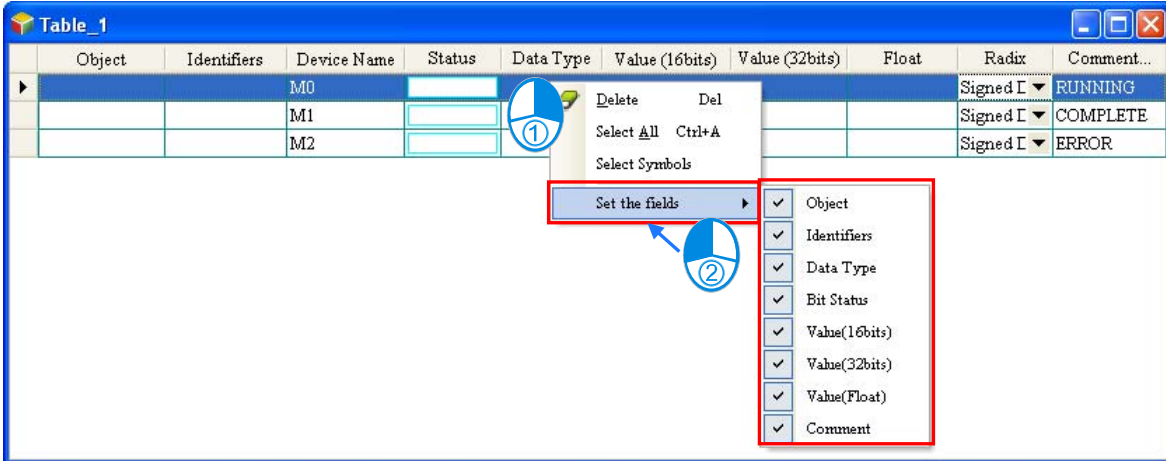 Table_1
Object Identifiers Device Name Status Data Type Value (16bits) Value (32bits) Float Radix Comment...
M0 Signed D RUNNING
M1 Signed D COMPLETE
M2 Signed D ERROR
Delete Del
1
Select All Ctrl+A
Select Symbols
Set the fields
2
Object
Identifiers
Data Type
Bit Status
Value(16bits)
Value(32bits)
Value(Float)
Comment